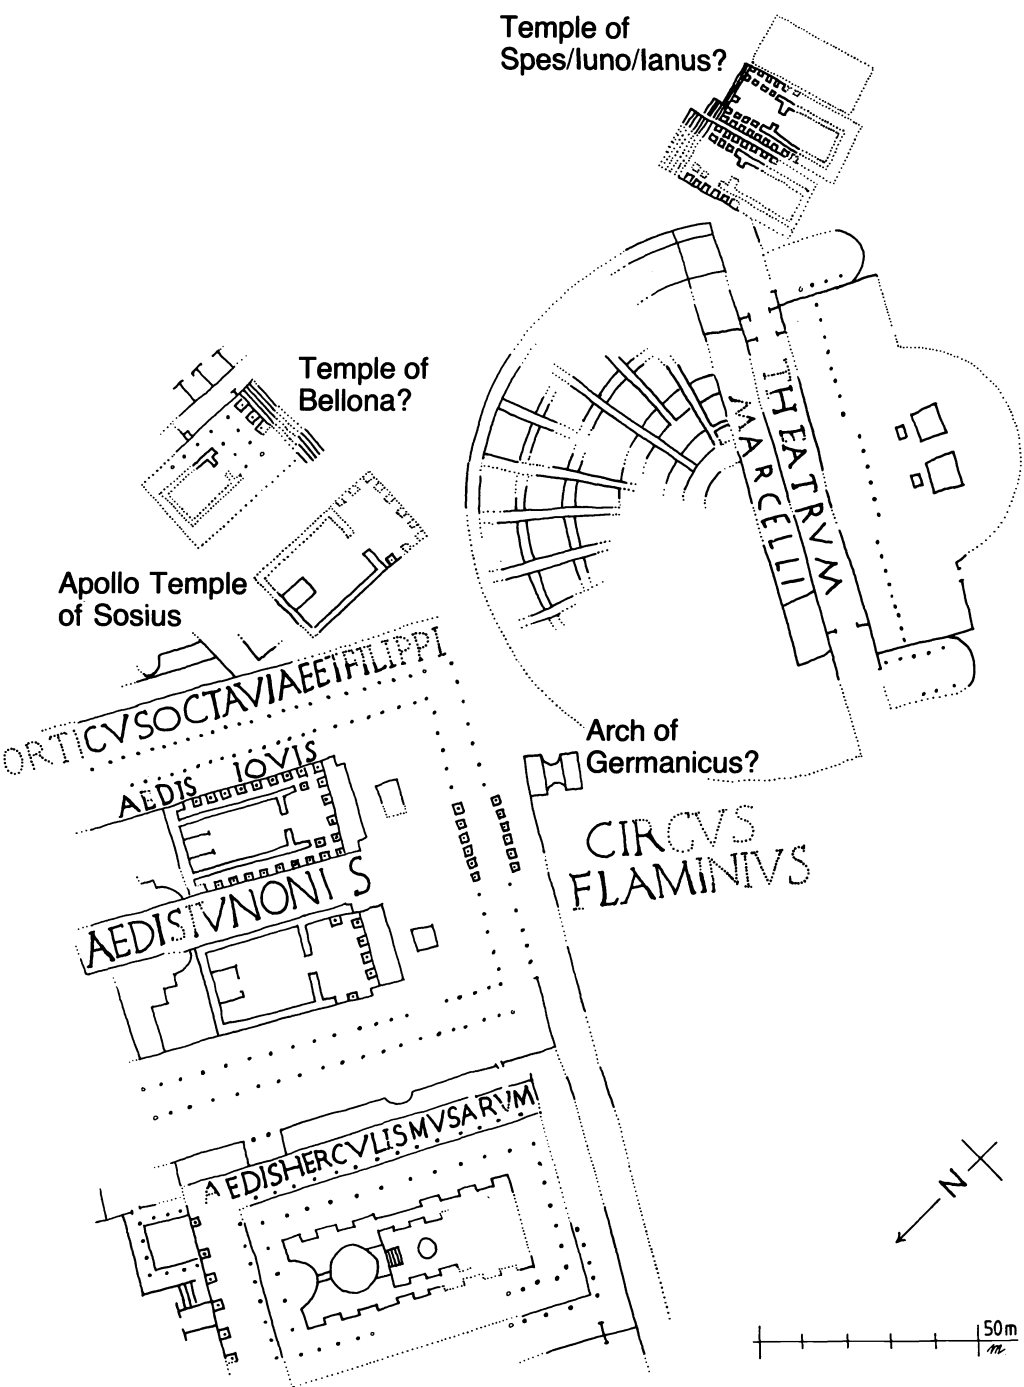 Temple of
Spes/Iuno/Ianus?
Temple of
Bellona?
THEATRVM
MARCELLI
Apollo Temple
of Sosius
ORTICVSOCTAVIAEETFILIPPI
Arch of
Germanicus?
AEDIS IOVIS
CIRCVS
FLAMINIVS
AEDISIVNONIS
AEDISHERCVLISMVSARVM
N
50m
m